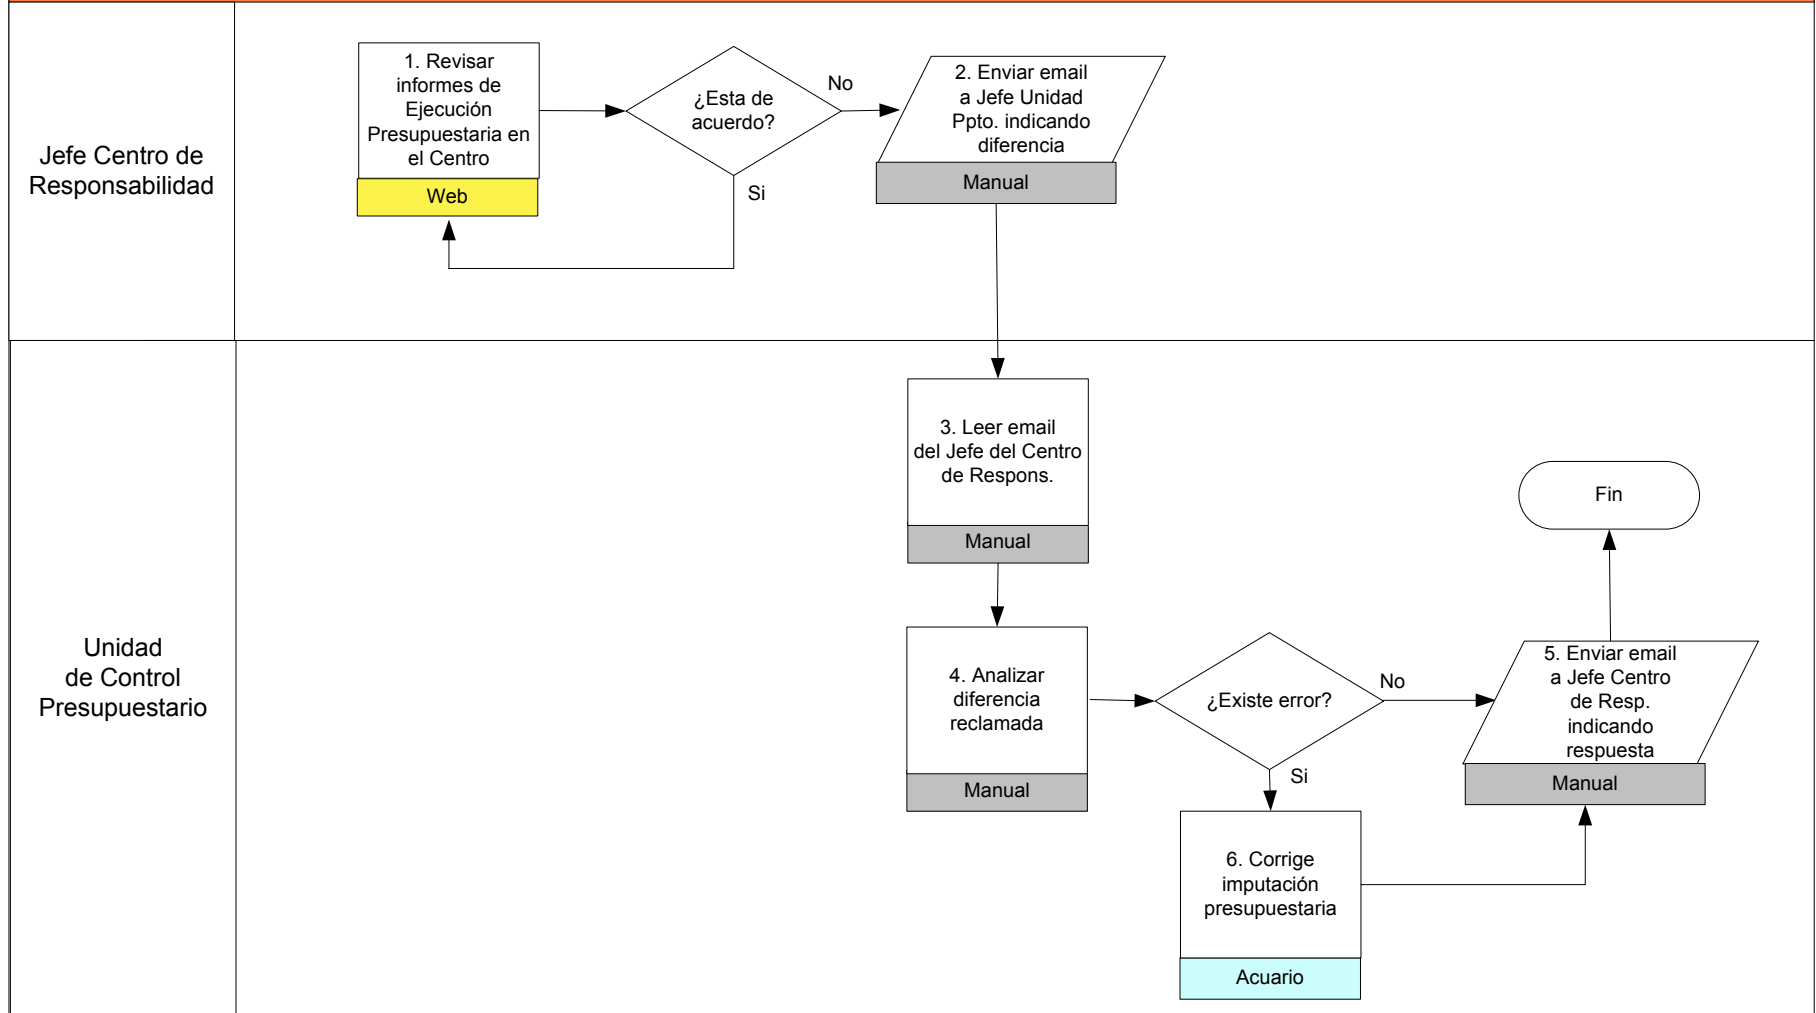 Jefe Centro de
Responsabilidad
1. Revisar
informes de
Ejecución
Presupuestaria en
el Centro
Web
¿Esta de
acuerdo?
No
Si
2. Enviar email
a Jefe Unidad
Ppto. indicando
diferencia
Manual
Unidad
de Control
Presupuestario
3. Leer email
del Jefe del Centro
de Respons.
Manual
4. Analizar
diferencia
reclamada
Manual
¿Existe error?
No
Si
5. Enviar email
a Jefe Centro
de Resp.
indicando
respuesta
Manual
Fin
6. Corrige
imputación
presupuestaria
Acuario